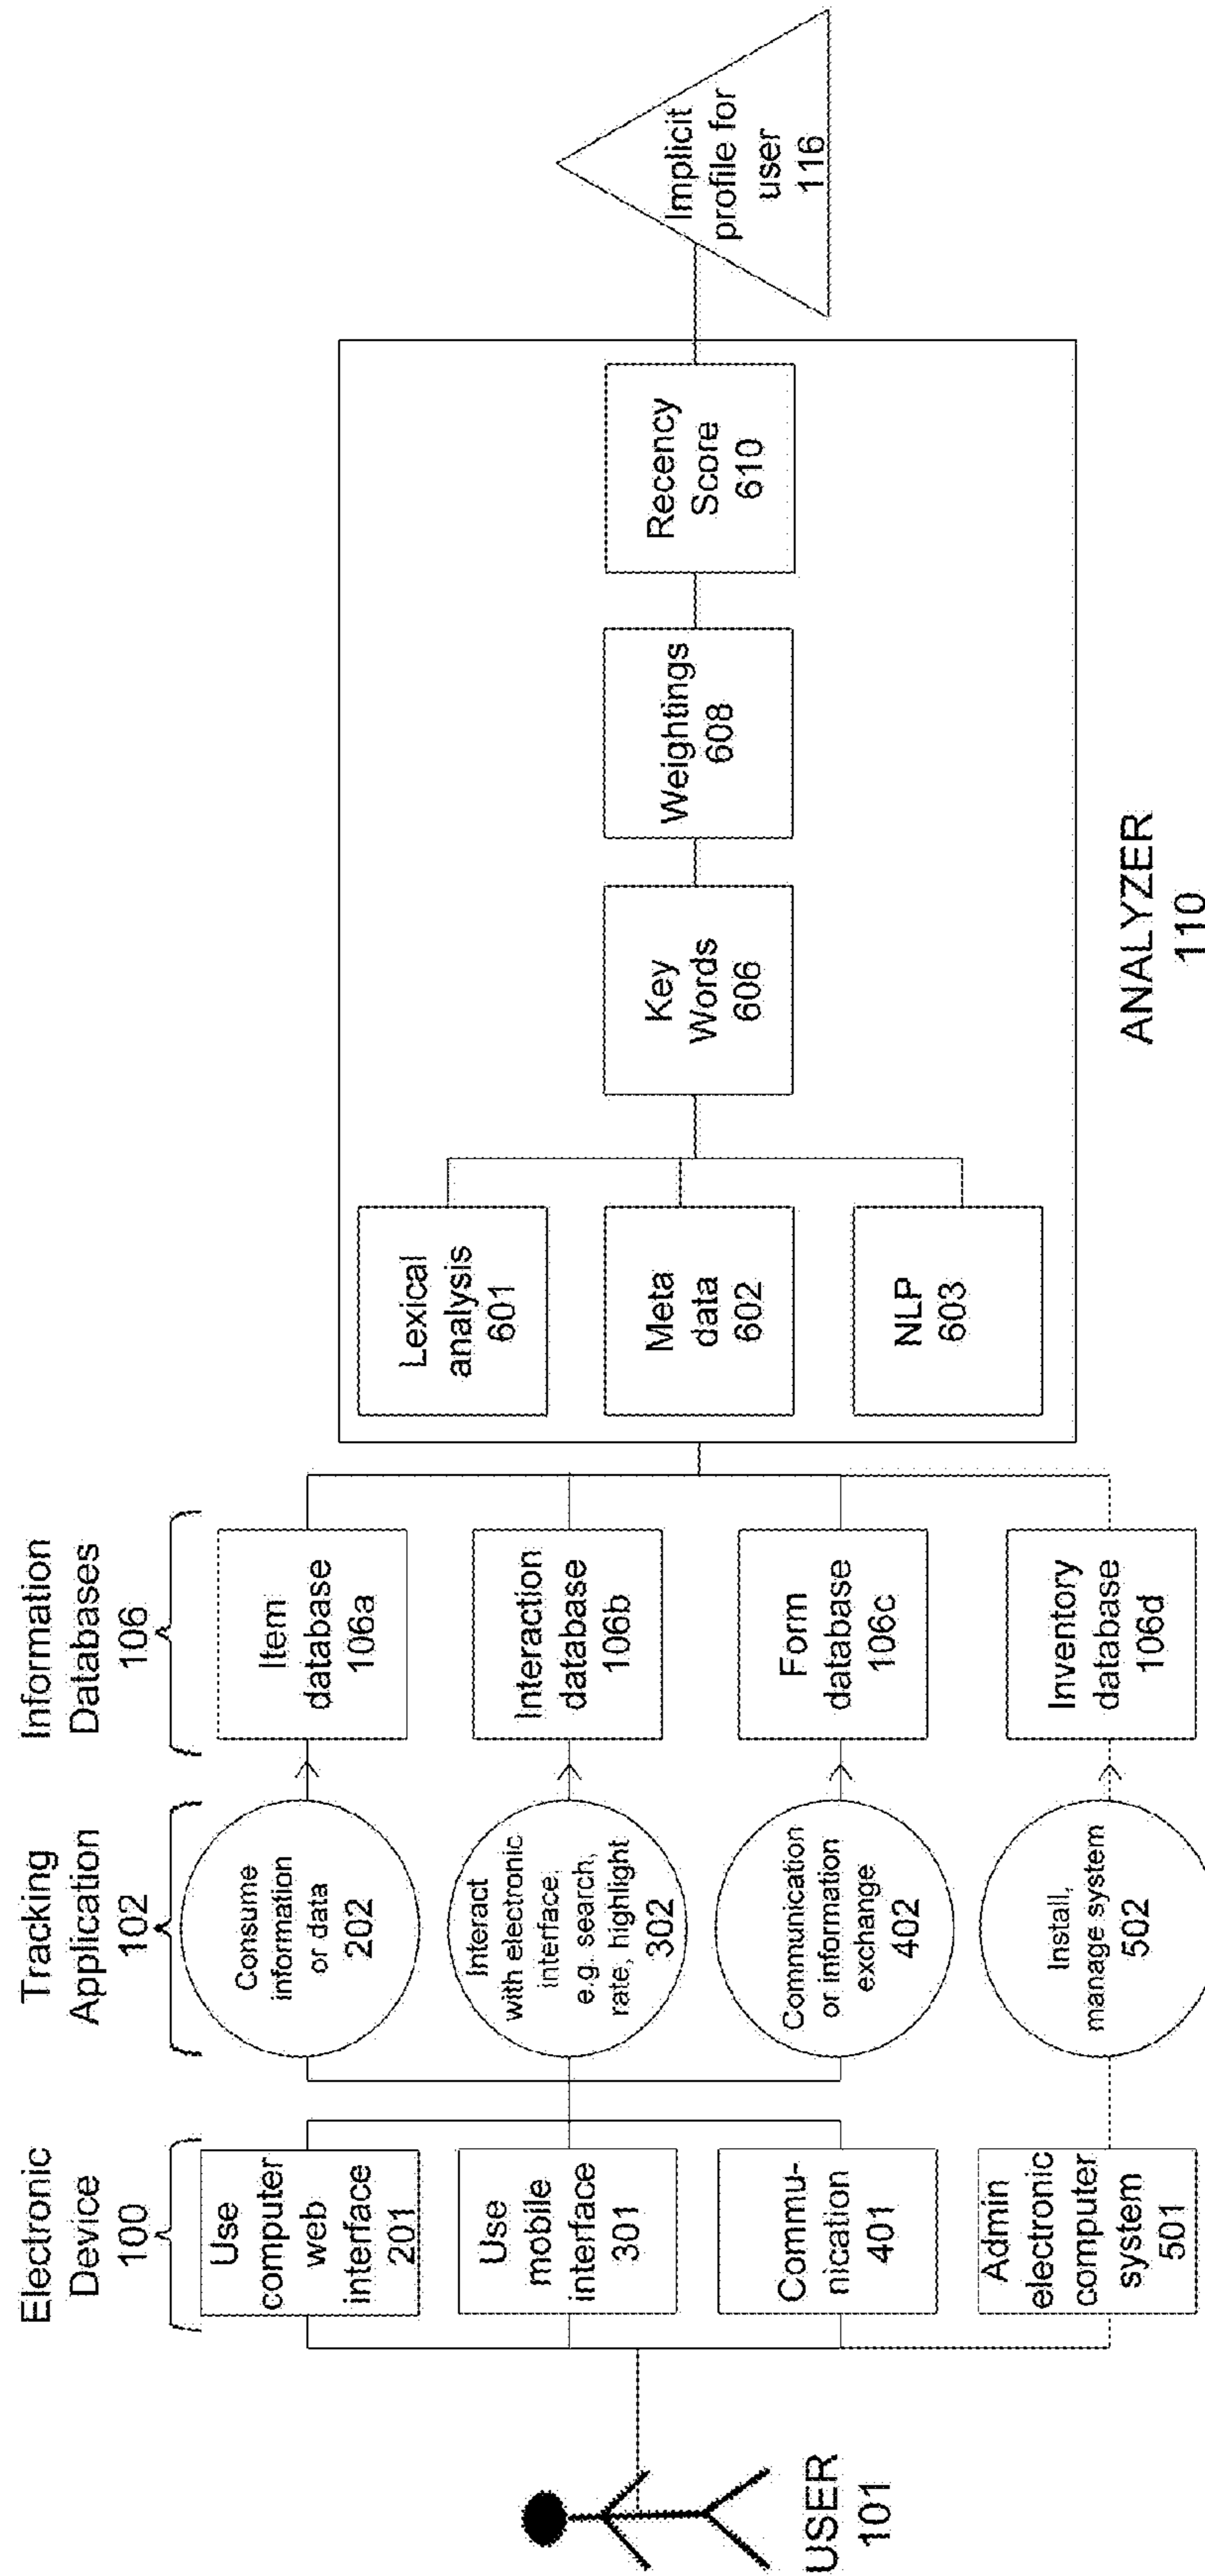 Electronic
Device
100
Tracking
Application
102
Information
Databases
106
USER
101
Use
computer
web
interface
201
Use
mobile
interface
301
Commu-
nication
401
Admin
electronic
computer
system
501
Consume
information
or data
202
Interact
with electronic
interface,
e.g. search,
rate, highlight
302
Communication
or information
exchange
402
Install,
manage system
502
Item
database
106a
Interaction
database
106b
Form
database
106c
Inventory
database
106d
Lexical
analysis
601
Meta
data
602
NLP
603
Key
Words
606
Weightings
608
Recency
Score
610
ANALYZER
110
Implicit
profile for
user
116